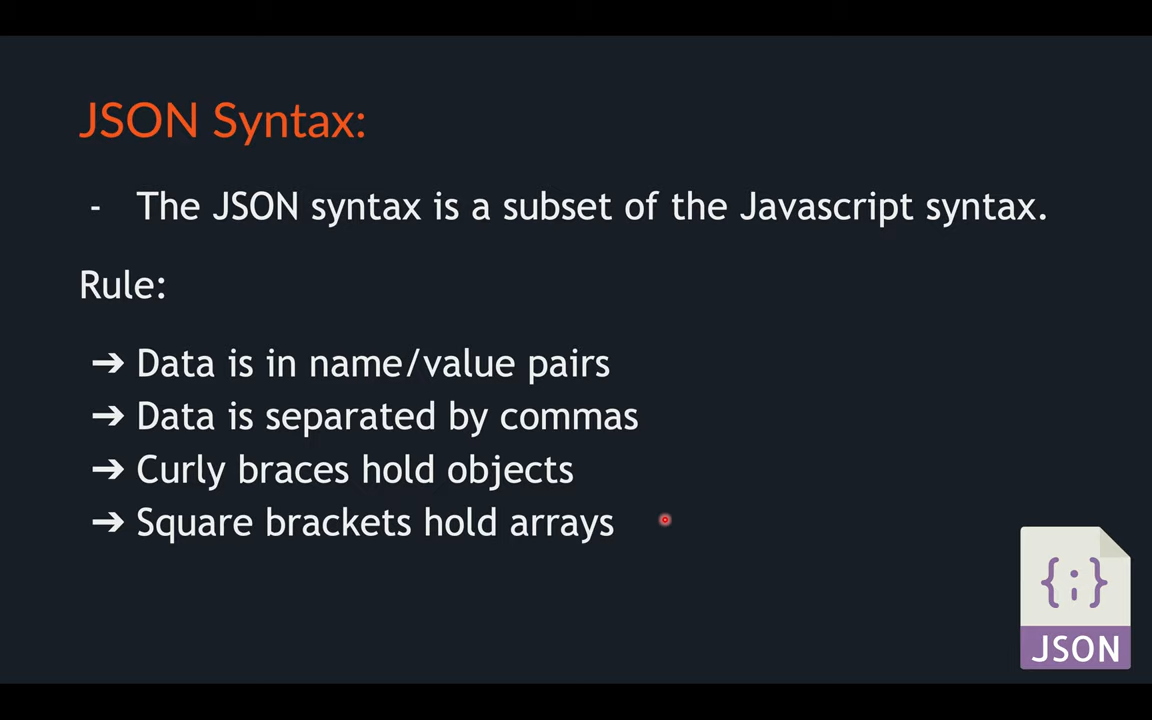 JSON Syntax:
- The JSON syntax is a subset of the Javascript syntax.
Rule:
➔ Data is in name/value pairs
➔ Data is separated by commas
➔ Curly braces hold objects
➔ Square brackets hold arrays
{;}
JSON